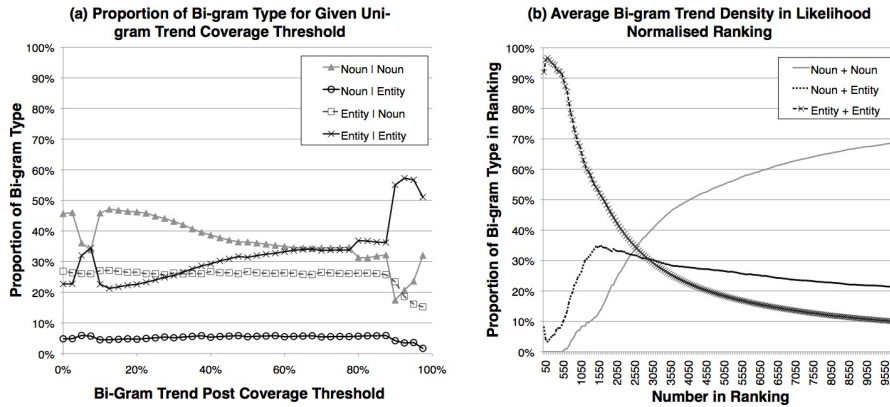 (a) Proportion of Bi-gram Type for Given Uni-
gram Trend Coverage Threshold
Proportion of Bi-gram Type
100%
90%
80%
70%
60%
50%
40%
30%
20%
10%
0%
Noun | Noun
Noun | Entity
Entity | Noun
Entity | Entity
0% 20% 40% 60% 80% 100%
Bi-Gram Trend Post Coverage Threshold
(b) Average Bi-gram Trend Density in Likelihood
Normalised Ranking
Proportion of Bi-gram Type in Ranking
100%
90%
80%
70%
60%
50%
40%
30%
20%
10%
0%
Noun + Noun
Noun + Entity
Entity + Entity
50 550 1050 1550 2050 2550 3050 3550 4050 4550 5050 5550 6050 6550 7050 7550 8050 8550 9050 9550
Number in Ranking